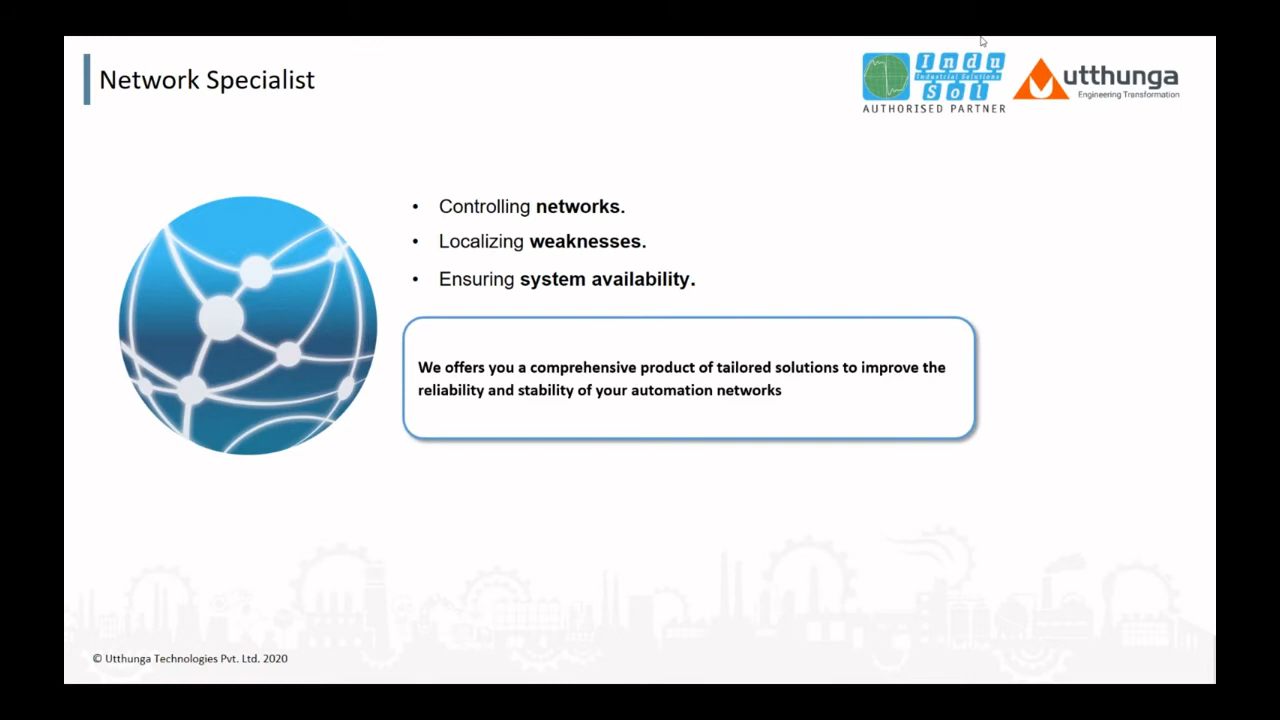 Network Specialist
Indu
Industrial Solutions
Sol
AUTHORISED PARTNER
utthunga
Engineering Transformation
• Controlling networks.
• Localizing weaknesses.
• Ensuring system availability.
We offers you a comprehensive product of tailored solutions to improve the
reliability and stability of your automation networks
© Utthunga Technologies Pvt. Ltd. 2020